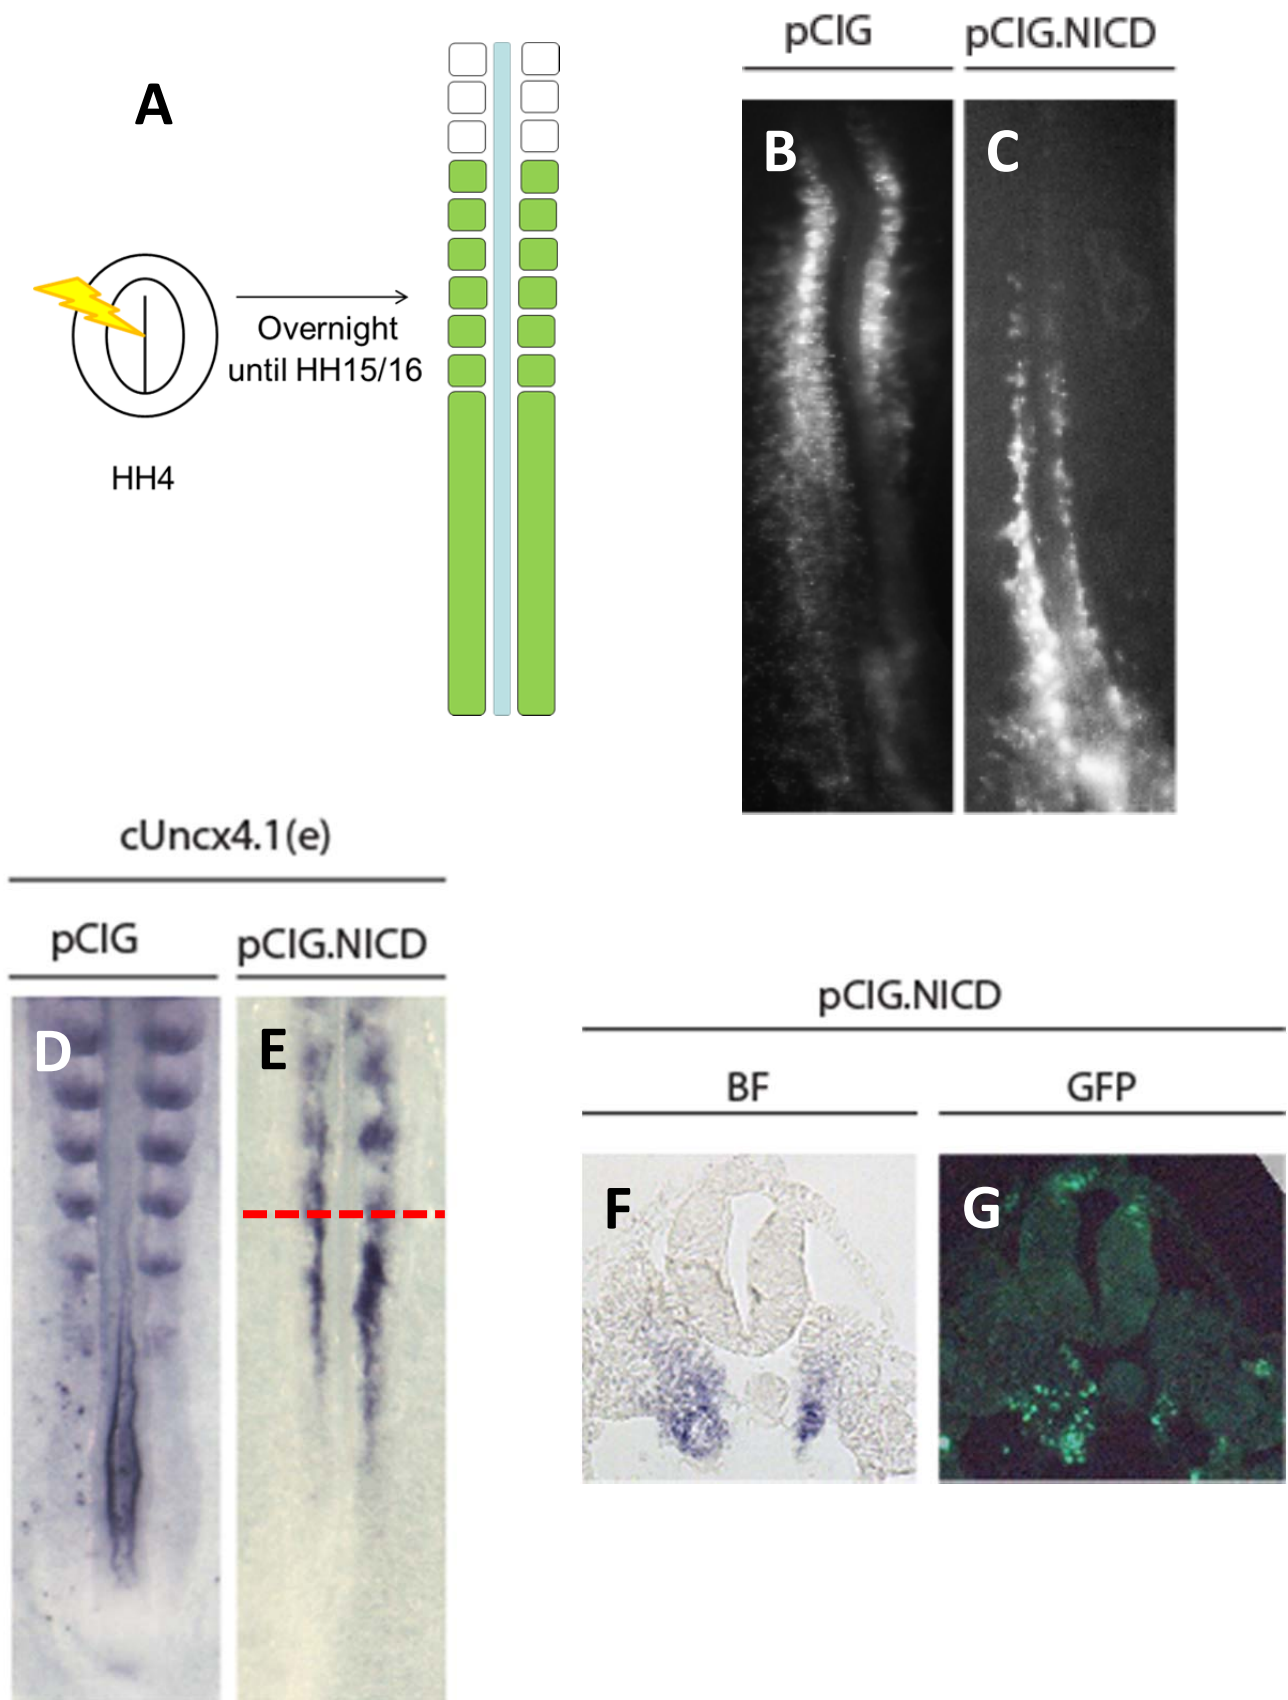 A
Overnight
until HH15/16
HH4
pCIG
pCIG.NICD
B
C
cUncx4.1(e)
pCIG
pCIG.NICD
D
E
pCIG.NICD
BF
GFP
F
G